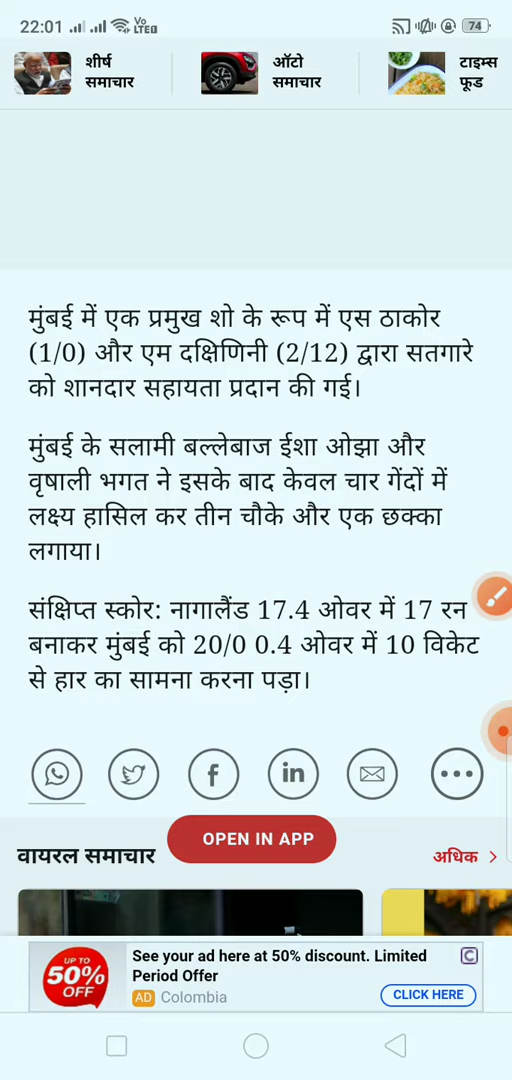 22:01 Vo LTE 74
शीर्ष समाचार
ऑटो समाचार
टाइम्स फूड
मुंबई में एक प्रमुख शो के रूप में एस ठाकोर
(1/0) और एम दक्षिणिनी (2/12) द्वारा सतगारे
को शानदार सहायता प्रदान की गई।
मुंबई के सलामी बल्लेबाज ईशा ओझा और
वृषाली भगत ने इसके बाद केवल चार गेंदों में
लक्ष्य हासिल कर तीन चौके और एक छक्का
लगाया।
संक्षिप्त स्कोर: नागालैंड 17.4 ओवर में 17 रन
बनाकर मुंबई को 20/0 0.4 ओवर में 10 विकेट
से हार का सामना करना पड़ा।
OPEN IN APP
वायरल समाचार
अधिक
UP TO
50%
OFF
See your ad here at 50% discount. Limited
Period Offer
AD Colombia
CLICK HERE